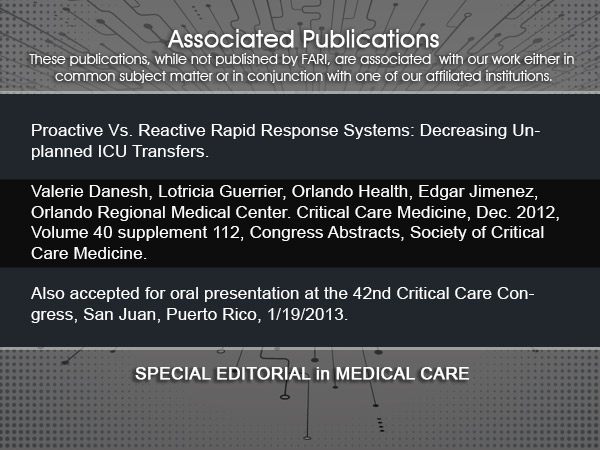 Associated Publications
These publications, while not published by FARI, are associated with our work either in
common subject matter or in conjunction with one of our affiliated institutions.
Proactive Vs. Reactive Rapid Response Systems: Decreasing Un-
planned ICU Transfers.
Valerie Danesh, Lotricia Guerrier, Orlando Health, Edgar Jimenez,
Orlando Regional Medical Center. Critical Care Medicine, Dec. 2012,
Volume 40 supplement 112, Congress Abstracts, Society of Critical
Care Medicine.
Also accepted for oral presentation at the 42nd Critical Care Con-
gress, San Juan, Puerto Rico, 1/19/2013.
SPECIAL EDITORIAL in MEDICAL CARE